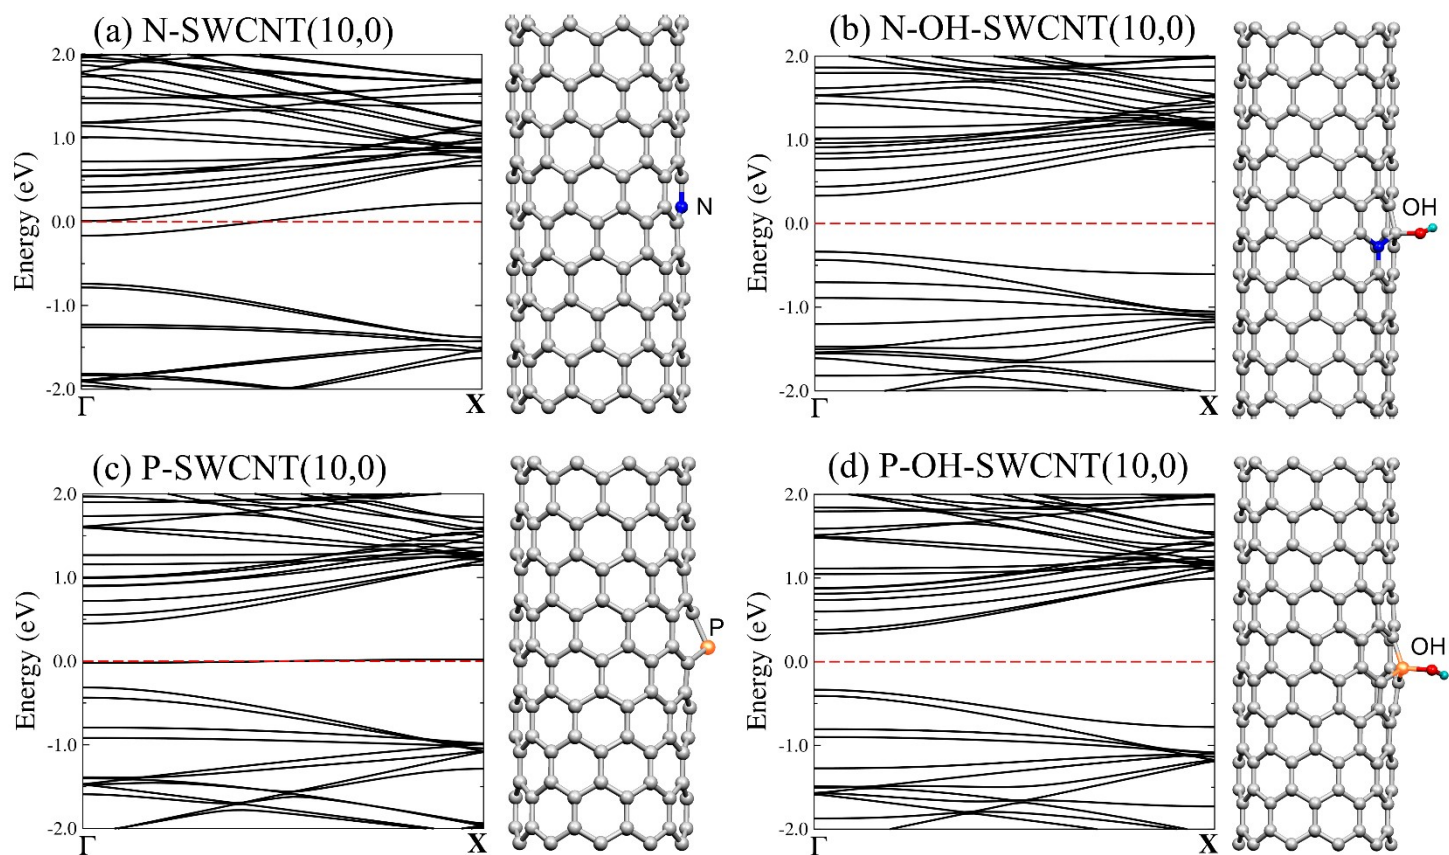 (a) N-SWCNT(10,0)
2.0
1.0
0.0
-1.0
-2.0
Energy (eV)
Γ
X
N
(b) N-OH-SWCNT(10,0)
2.0
1.0
0.0
-1.0
-2.0
Energy (eV)
Γ
X
OH
(c) P-SWCNT(10,0)
2.0
1.0
0.0
-1.0
-2.0
Energy (eV)
Γ
X
P
(d) P-OH-SWCNT(10,0)
2.0
1.0
0.0
-1.0
-2.0
Energy (eV)
Γ
X
OH